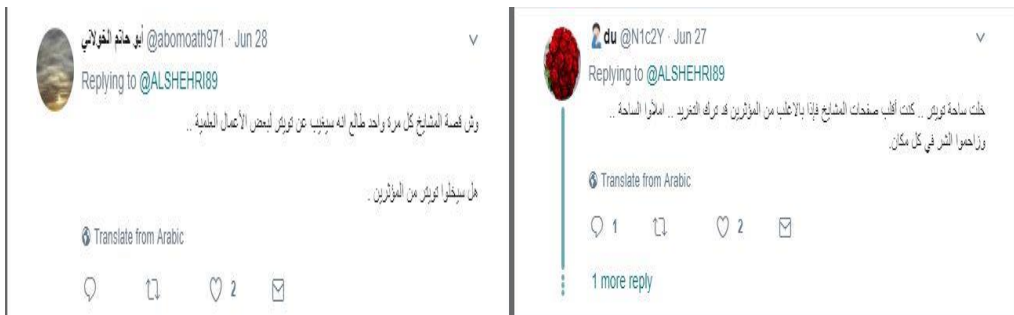 أبو حاتم الخولاني @abomoath971 · Jun 28
Replying to @ALSHEHRI89
وش قصة المشايخ كل مرة واحد طالع انه سيغيب عن تويتر لبعض الأعمال العلمية ..
هل سيخلوا تويتر من المؤثرين .
Translate from Arabic
2
du @N1c2Y · Jun 27
Replying to @ALSHEHRI89
خلت ساحة تويتر .. كنت أقلب صفحات المشايخ فإذا بالاغلب من المؤثرين قد ترك التغريد .. املأوا الساحة ..
وزاحموا الشر في كل مكان.
Translate from Arabic
1 2
1 more reply